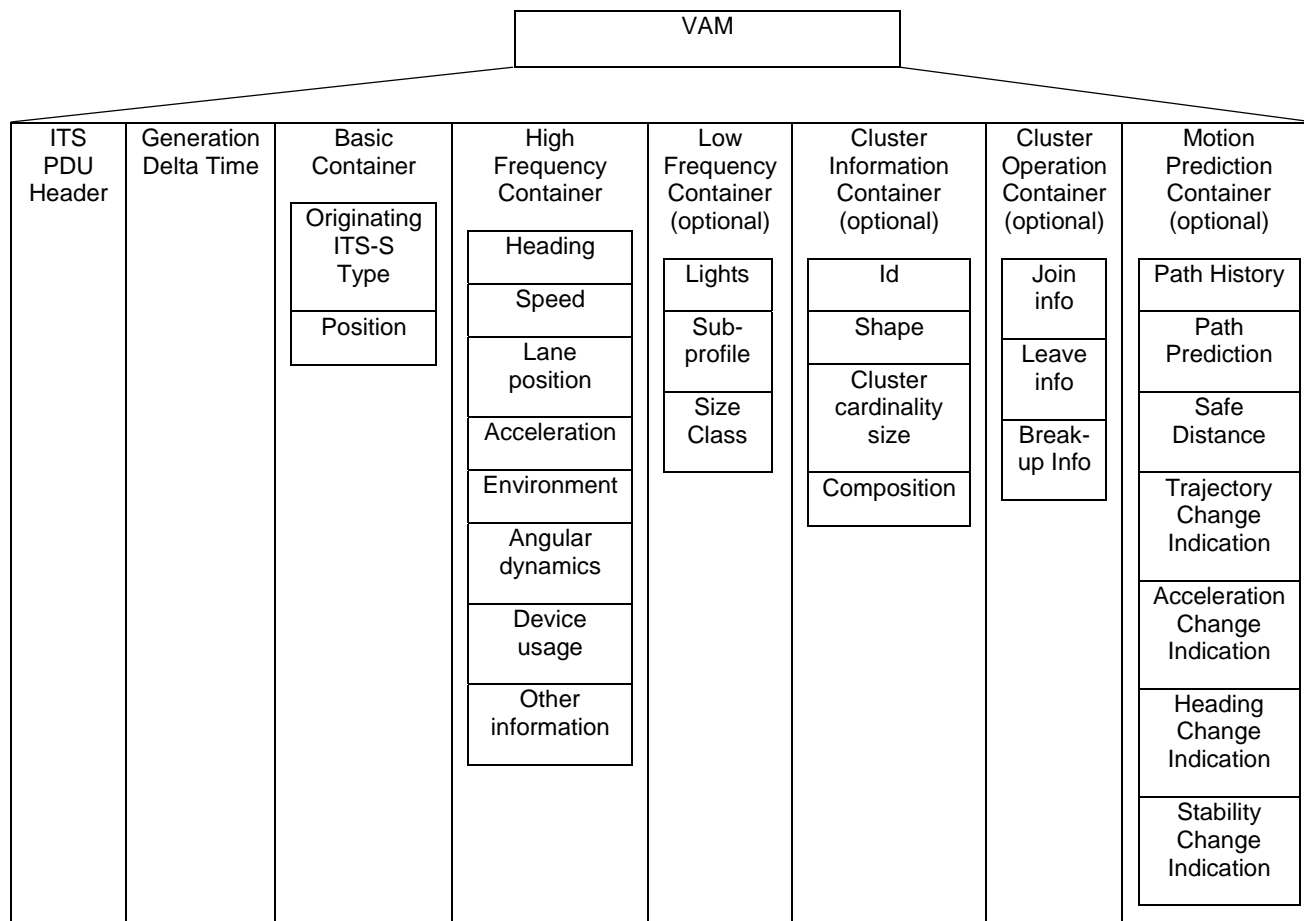 VAM
ITS
PDU
Header
Generation
Delta Time
Basic
Container
Originating
ITS-S
Type
Position
High
Frequency
Container
Heading
Speed
Lane
position
Acceleration
Environment
Angular
dynamics
Device
usage
Other
information
Low
Frequency
Container
(optional)
Lights
Sub-
profile
Size
Class
Cluster
Information
Container
(optional)
Id
Shape
Cluster
cardinality
size
Composition
Cluster
Operation
Container
(optional)
Join
info
Leave
info
Break-
up Info
Motion
Prediction
Container
(optional)
Path History
Path
Prediction
Safe
Distance
Trajectory
Change
Indication
Acceleration
Change
Indication
Heading
Change
Indication
Stability
Change
Indication